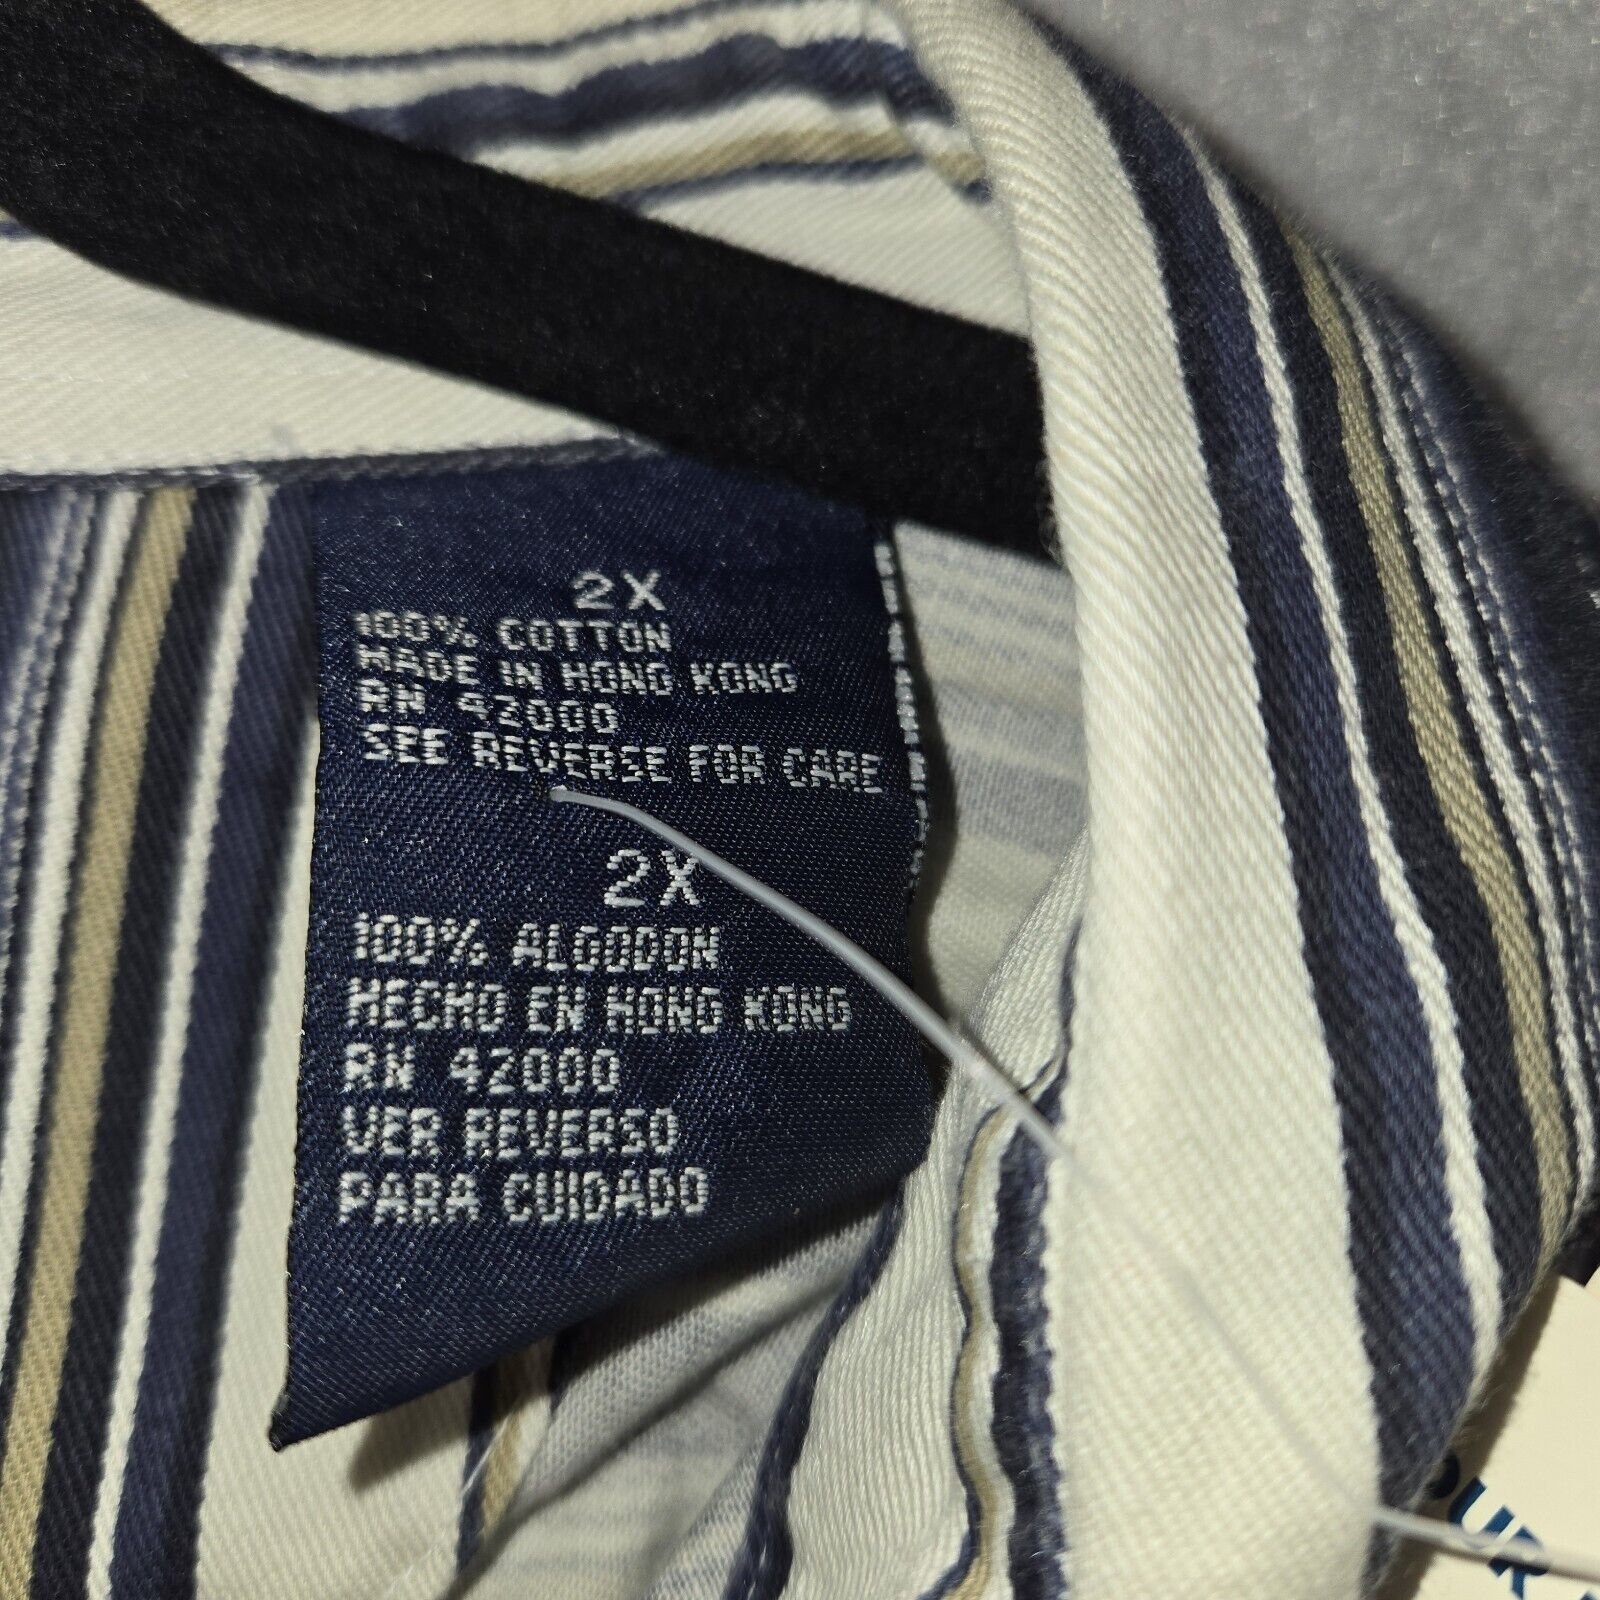 2X
100% COTTON
MADE IN HONG KONG
RN 42000
SEE REVERSE FOR CARE
2X
100% ALGODON
HECHO EN HONG KONG
RN 42000
VER REVERSO
PARA CUIDADO